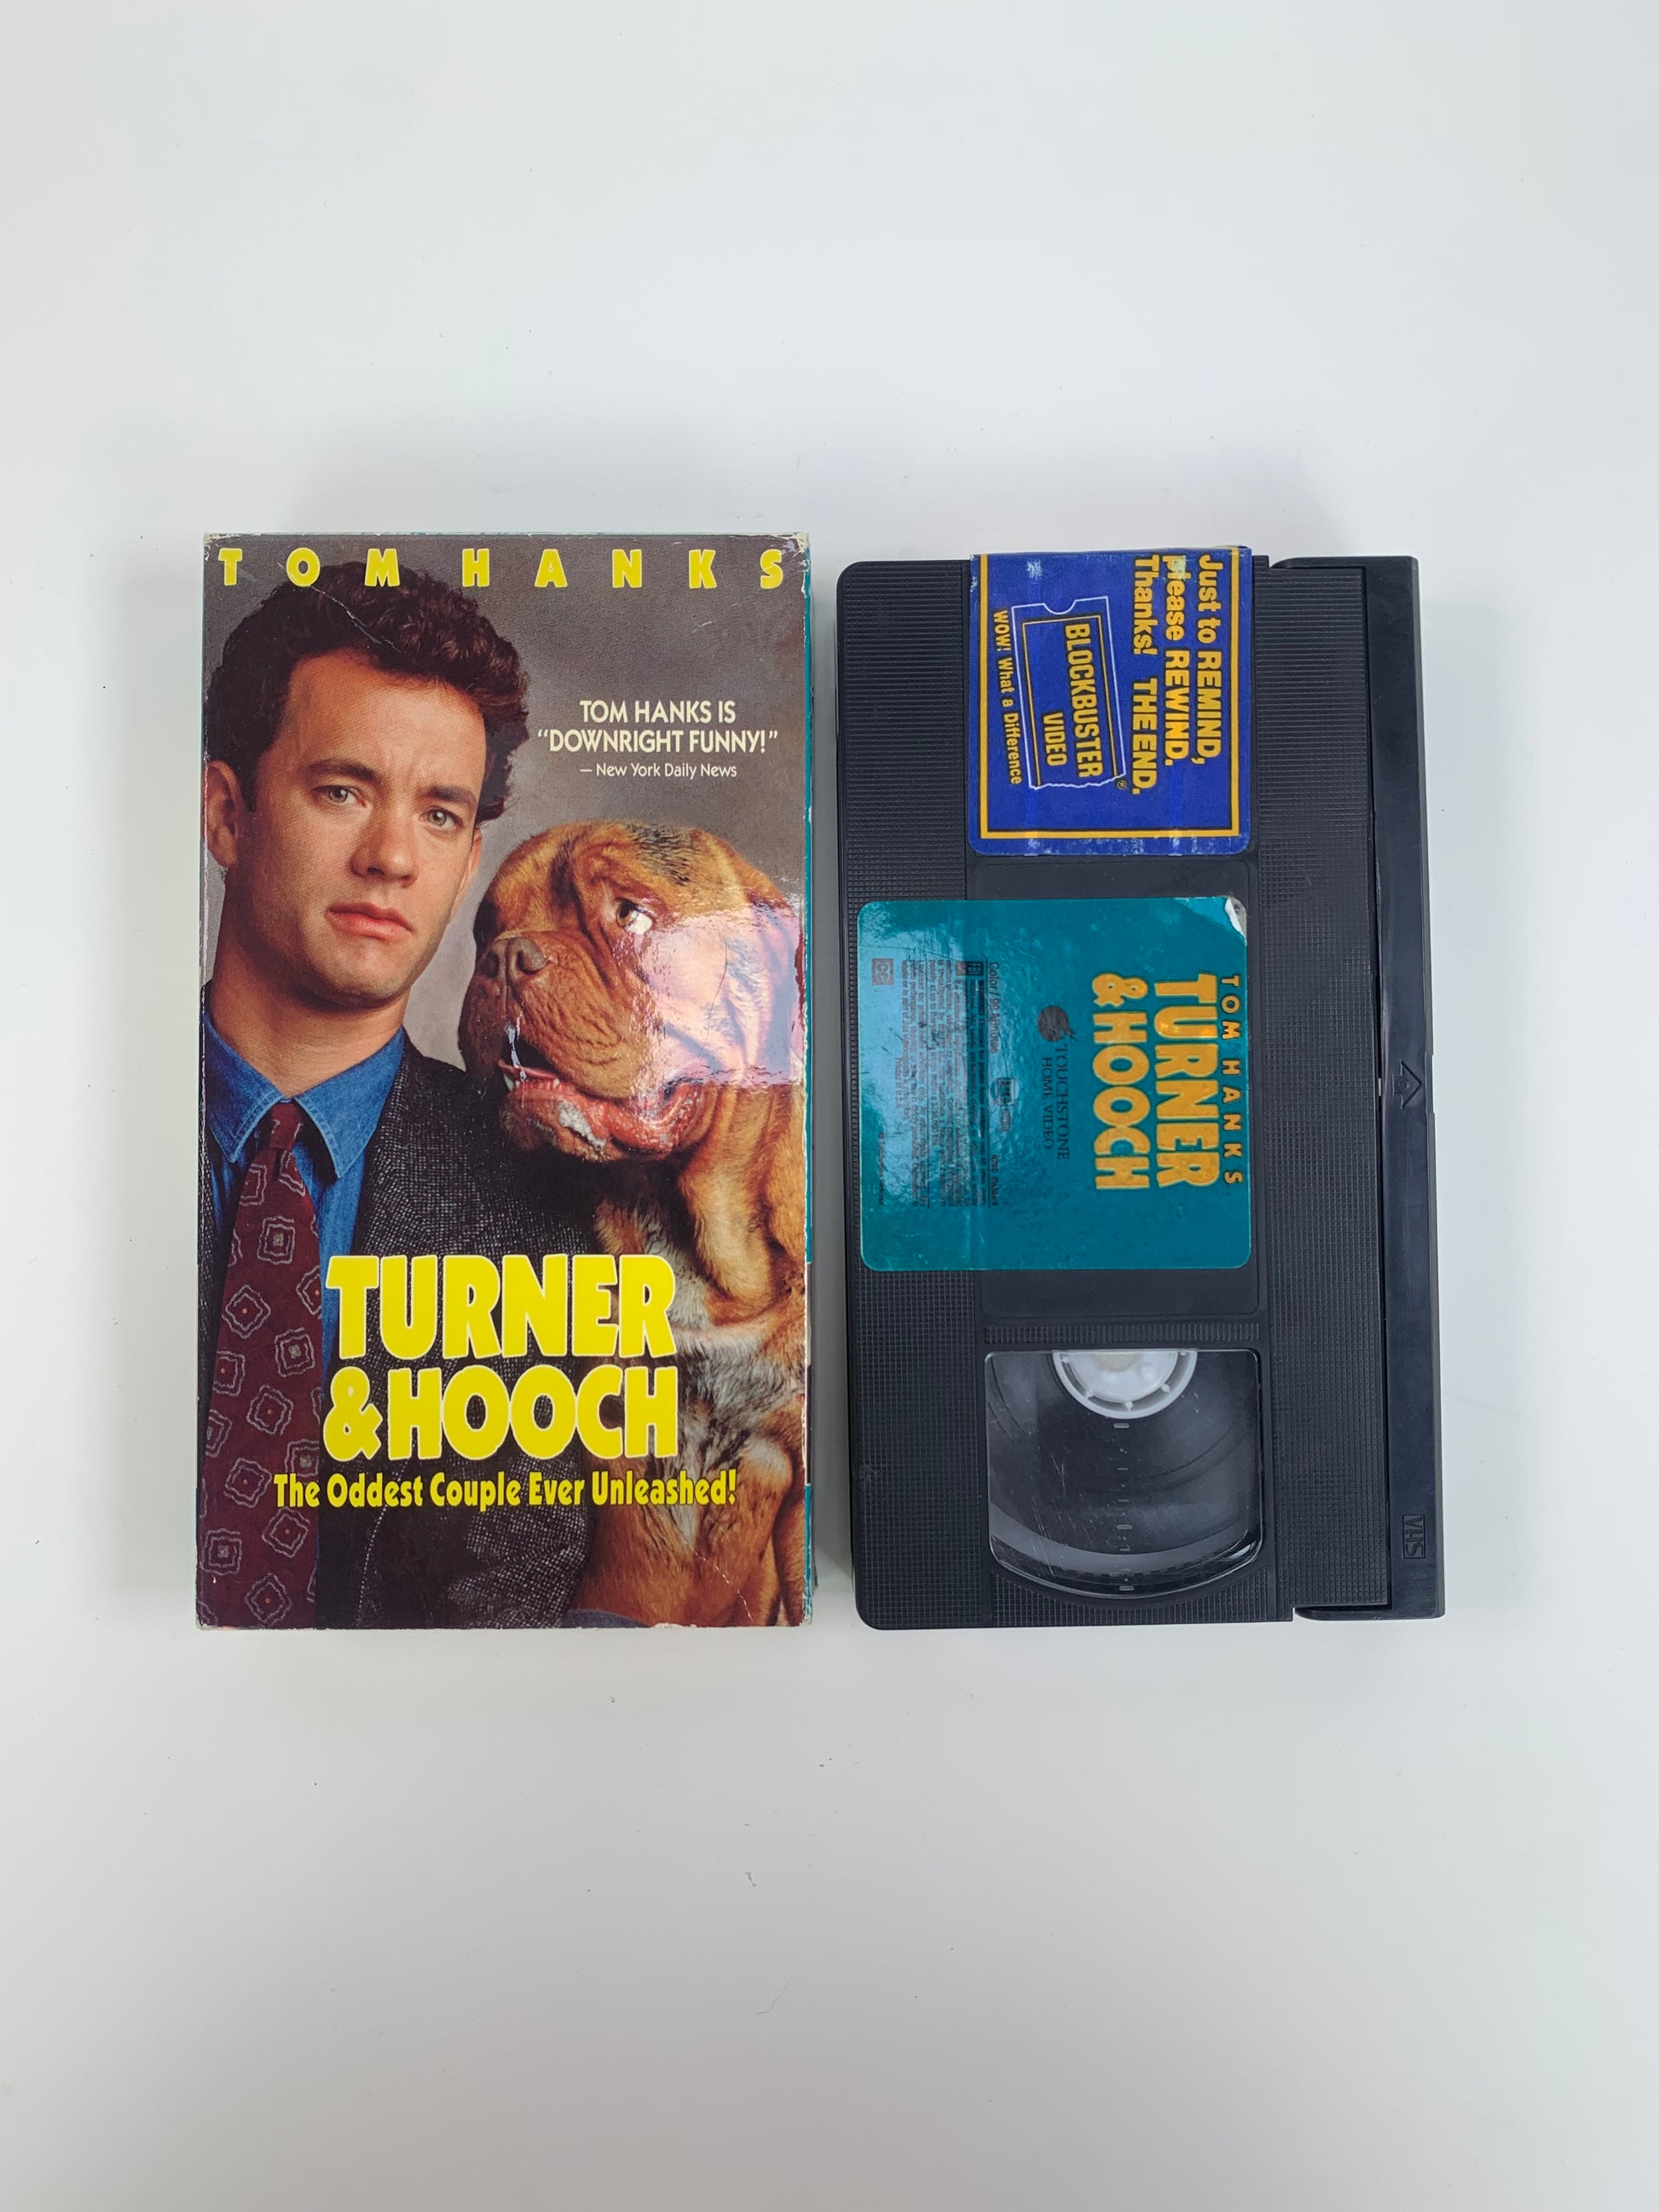 TOM HANKS
TOM HANKS IS
“DOWNRIGHT FUNNY!”
— New York Daily News
TURNER
& HOOCH
The Oddest Couple Ever Unleashed!
Just to REMIND,
please REWIND.
Thanks! THE END.
BLOCKBUSTER
VIDEO
®
WOW! What a Difference
TOM HANKS
TURNER
& HOOCH
TOUCHSTONE
HOME VIDEO
VHS